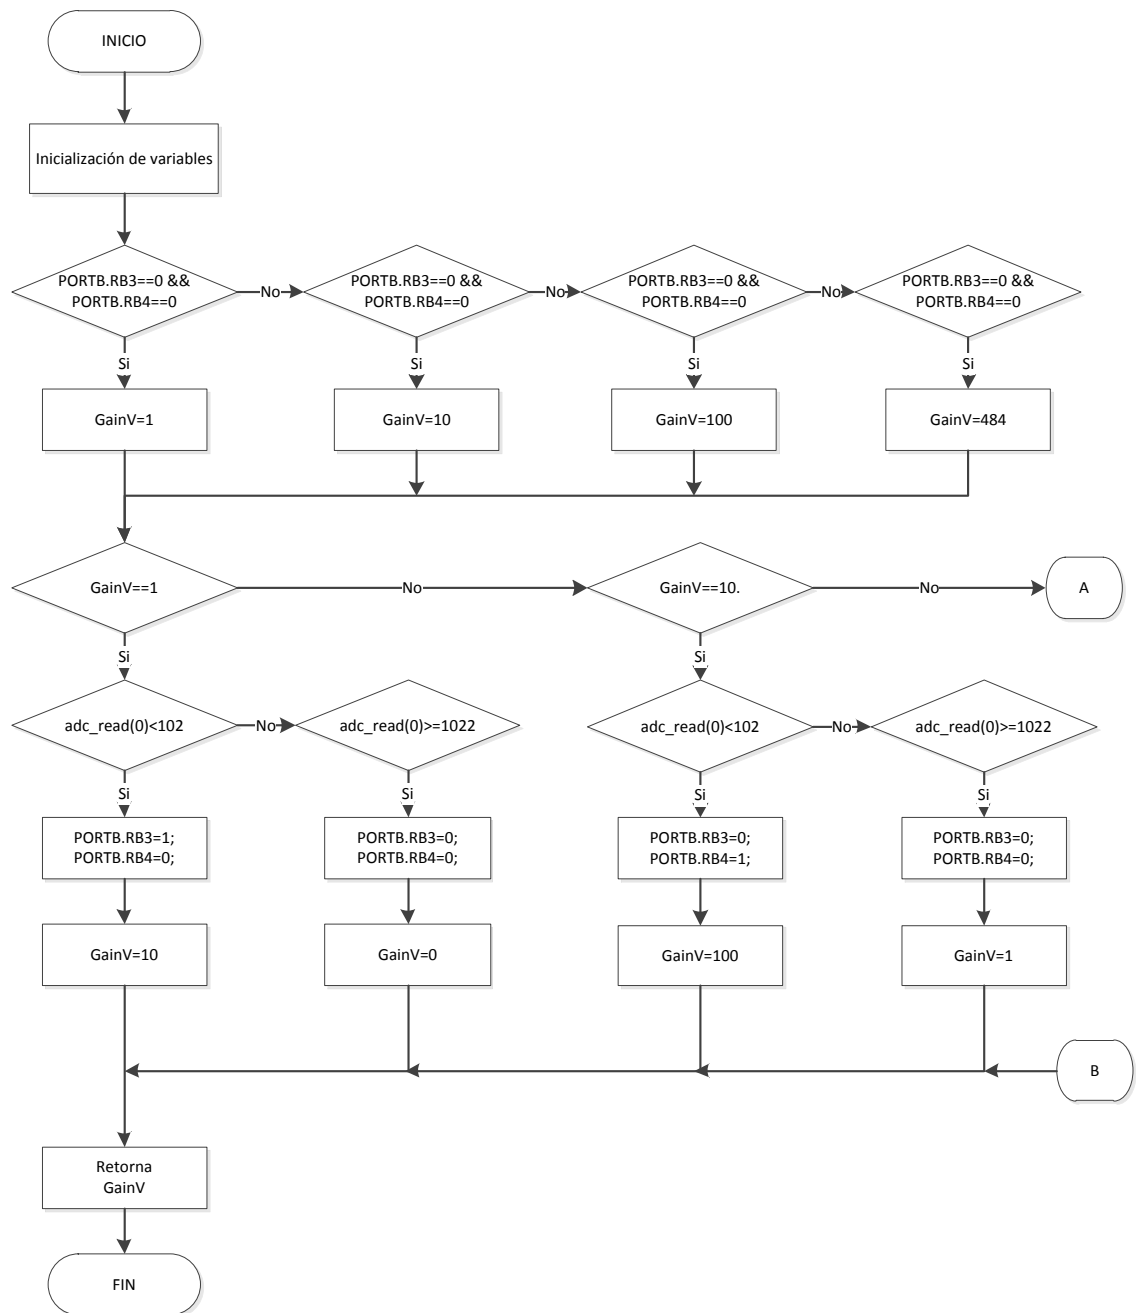 INICIO
Inicialización de variables
PORTB.RB3==0 &&
PORTB.RB4==0
No
PORTB.RB3==0 &&
PORTB.RB4==0
No
PORTB.RB3==0 &&
PORTB.RB4==0
No
PORTB.RB3==0 &&
PORTB.RB4==0
Si
Si
Si
Si
GainV=1
GainV=10
GainV=100
GainV=484
GainV==1
No
GainV==10.
No
A
Si
Si
adc_read(0)<102
No
adc_read(0)>=1022
adc_read(0)<102
No
adc_read(0)>=1022
Si
Si
Si
Si
PORTB.RB3=1;
PORTB.RB4=0;
PORTB.RB3=0;
PORTB.RB4=0;
PORTB.RB3=0;
PORTB.RB4=1;
PORTB.RB3=0;
PORTB.RB4=0;
GainV=10
GainV=0
GainV=100
GainV=1
B
Retorna
GainV
FIN